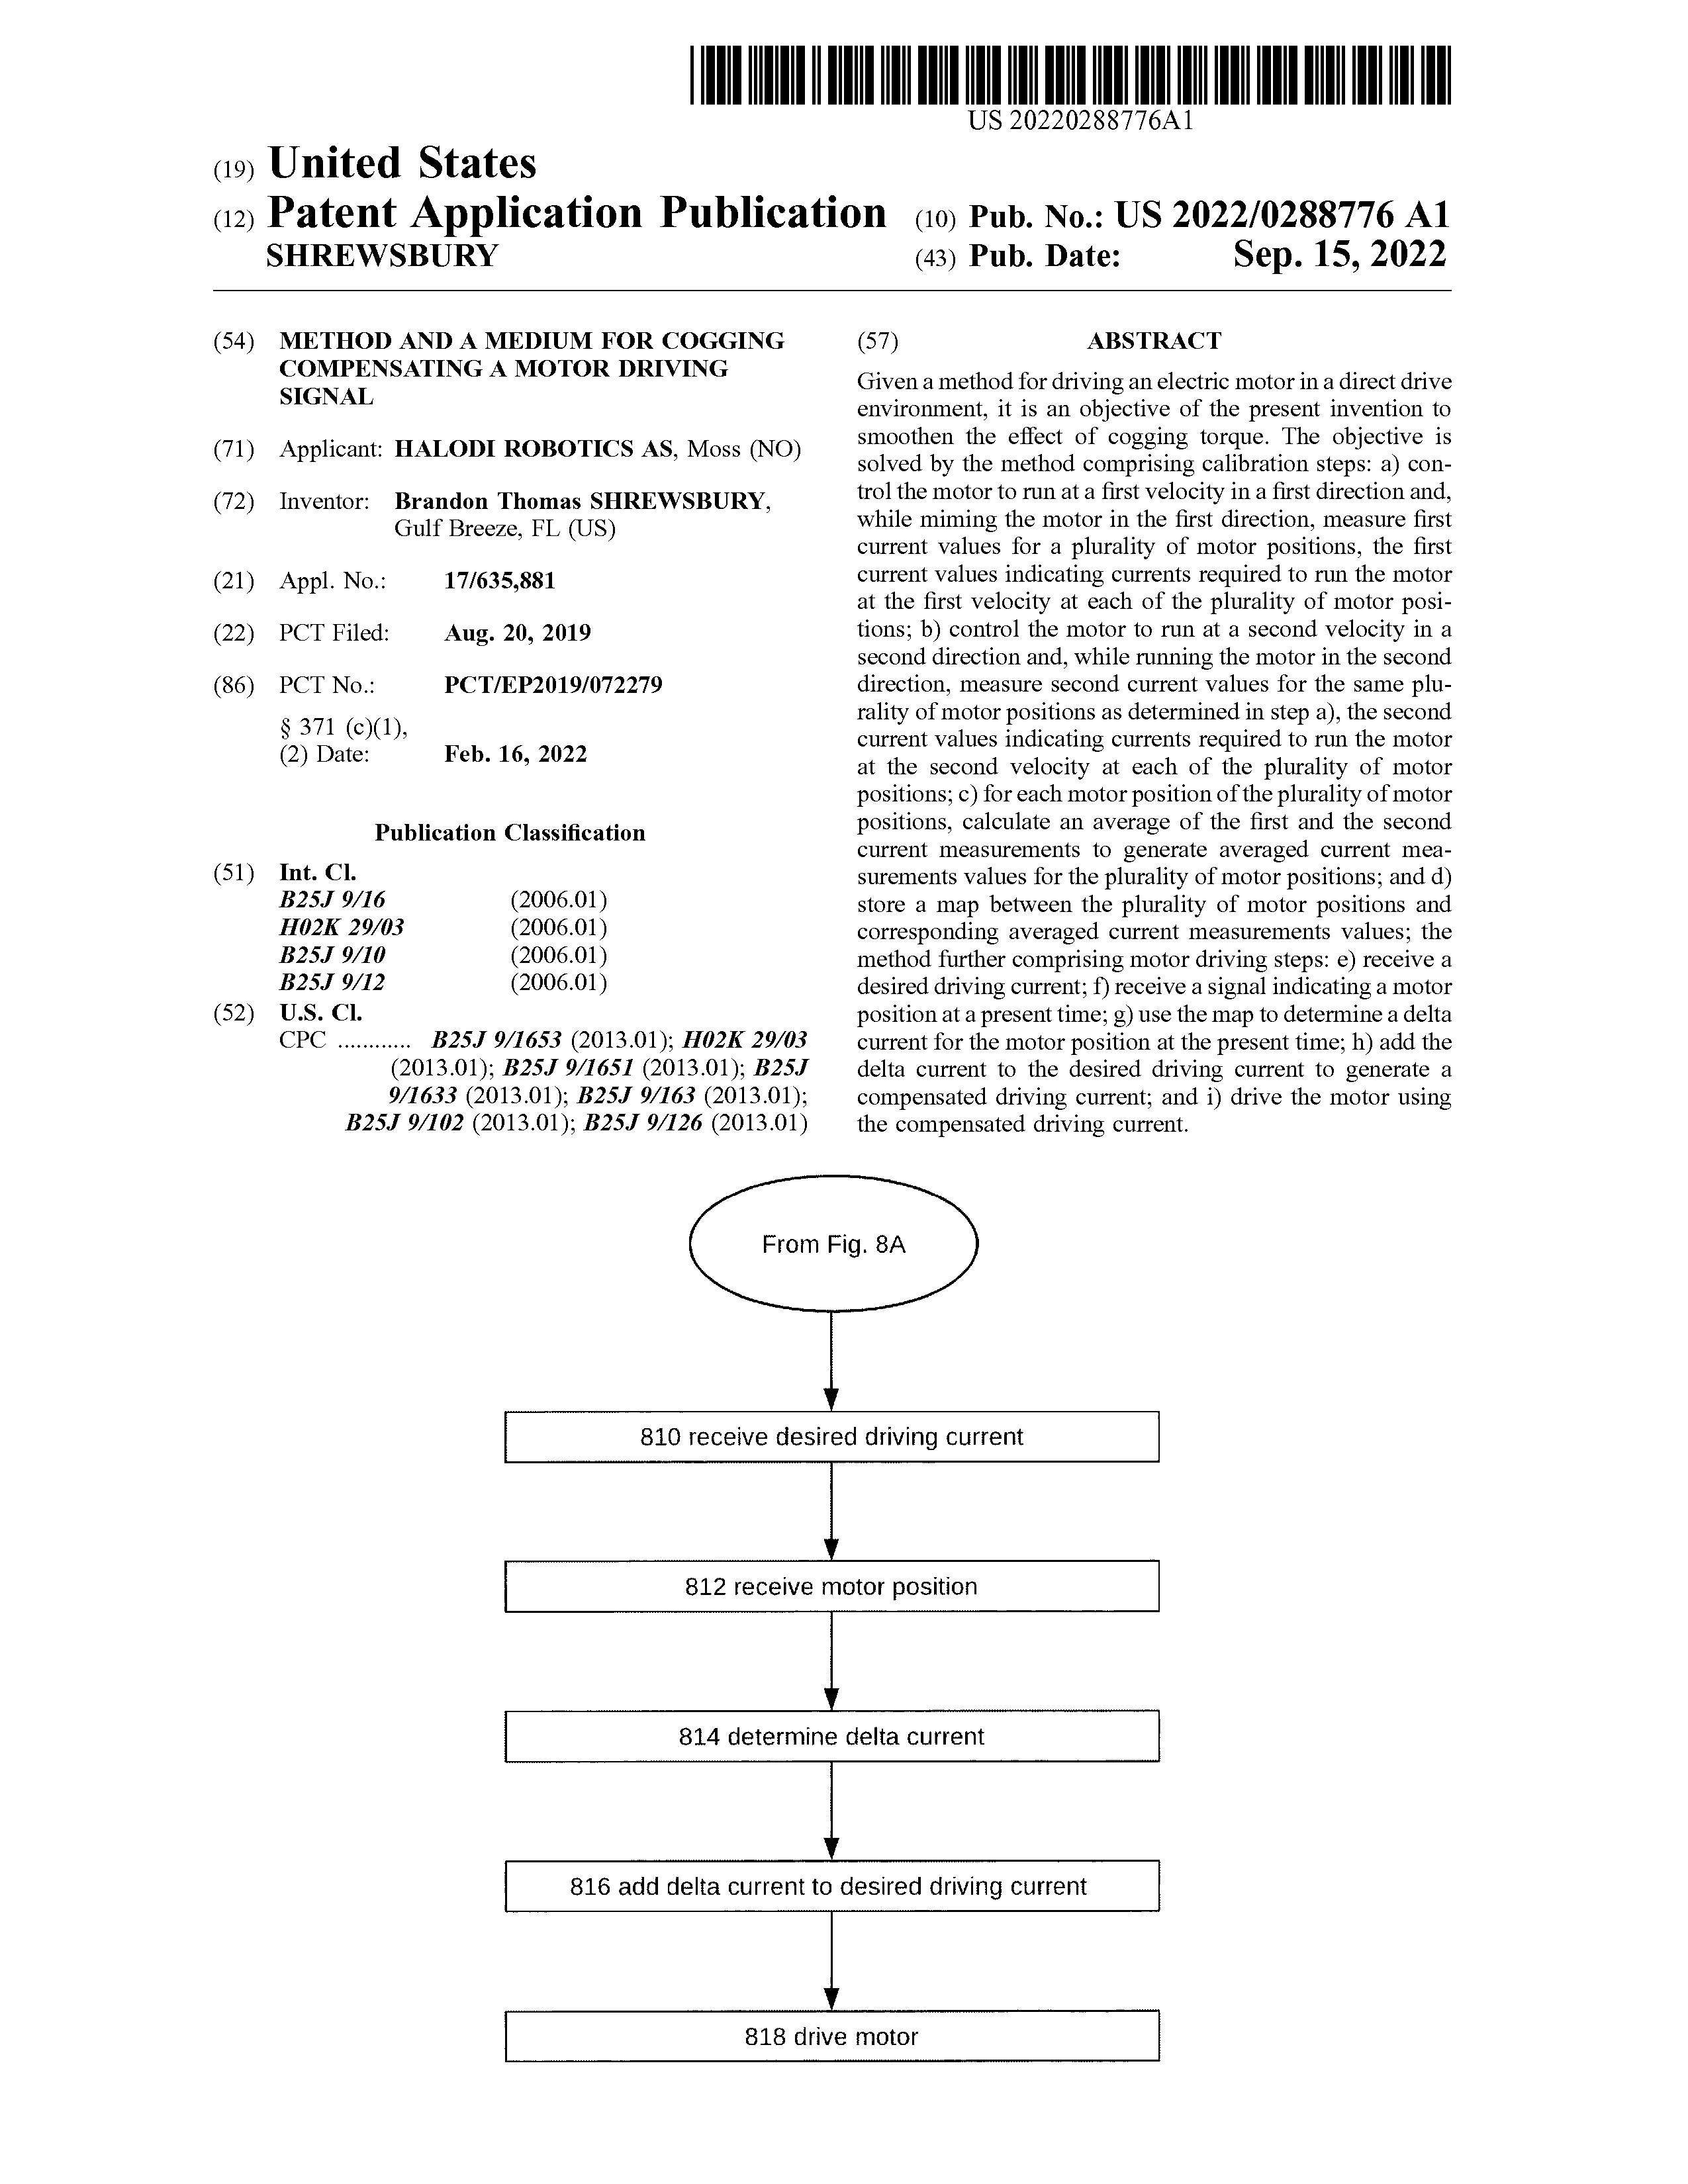 US 20220288776A1
(19) United States
(12) Patent Application Publication (10) Pub. No.: US 2022/0288776 A1
SHREWSBURY (43) Pub. Date: Sep. 15, 2022
(54) METHOD AND A MEDIUM FOR COGGING
COMPENSATING A MOTOR DRIVING
SIGNAL
(71) Applicant: HALODI ROBOTICS AS, Moss (NO)
(72) Inventor: Brandon Thomas SHREWSBURY,
Gulf Breeze, FL (US)
(21) Appl. No.: 17/635,881
(22) PCT Filed: Aug. 20, 2019
(86) PCT No.: PCT/EP2019/072279
§ 371 (c)(1),
(2) Date: Feb. 16, 2022
Publication Classification
(51) Int. Cl.
B25J 9/16 (2006.01)
H02K 29/03 (2006.01)
B25J 9/10 (2006.01)
B25J 9/12 (2006.01)
(52) U.S. Cl.
CPC ............ B25J 9/1653 (2013.01); H02K 29/03
(2013.01); B25J 9/1651 (2013.01); B25J
9/1633 (2013.01); B25J 9/163 (2013.01);
B25J 9/102 (2013.01); B25J 9/126 (2013.01)
(57) ABSTRACT
Given a method for driving an electric motor in a direct drive
environment, it is an objective of the present invention to
smoothen the effect of cogging torque. The objective is
solved by the method comprising calibration steps: a) con-
trol the motor to run at a first velocity in a first direction and,
while miming the motor in the first direction, measure first
current values for a plurality of motor positions, the first
current values indicating currents required to run the motor
at the first velocity at each of the plurality of motor posi-
tions; b) control the motor to run at a second velocity in a
second direction and, while running the motor in the second
direction, measure second current values for the same plu-
rality of motor positions as determined in step a), the second
current values indicating currents required to run the motor
at the second velocity at each of the plurality of motor
positions; c) for each motor position of the plurality of motor
positions, calculate an average of the first and the second
current measurements to generate averaged current mea-
surements values for the plurality of motor positions; and d)
store a map between the plurality of motor positions and
corresponding averaged current measurements values; the
method further comprising motor driving steps: e) receive a
desired driving current; f) receive a signal indicating a motor
position at a present time; g) use the map to determine a delta
current for the motor position at the present time; h) add the
delta current to the desired driving current to generate a
compensated driving current; and i) drive the motor using
the compensated driving current.
From Fig. 8A
810 receive desired driving current
812 receive motor position
814 determine delta current
816 add delta current to desired driving current
818 drive motor